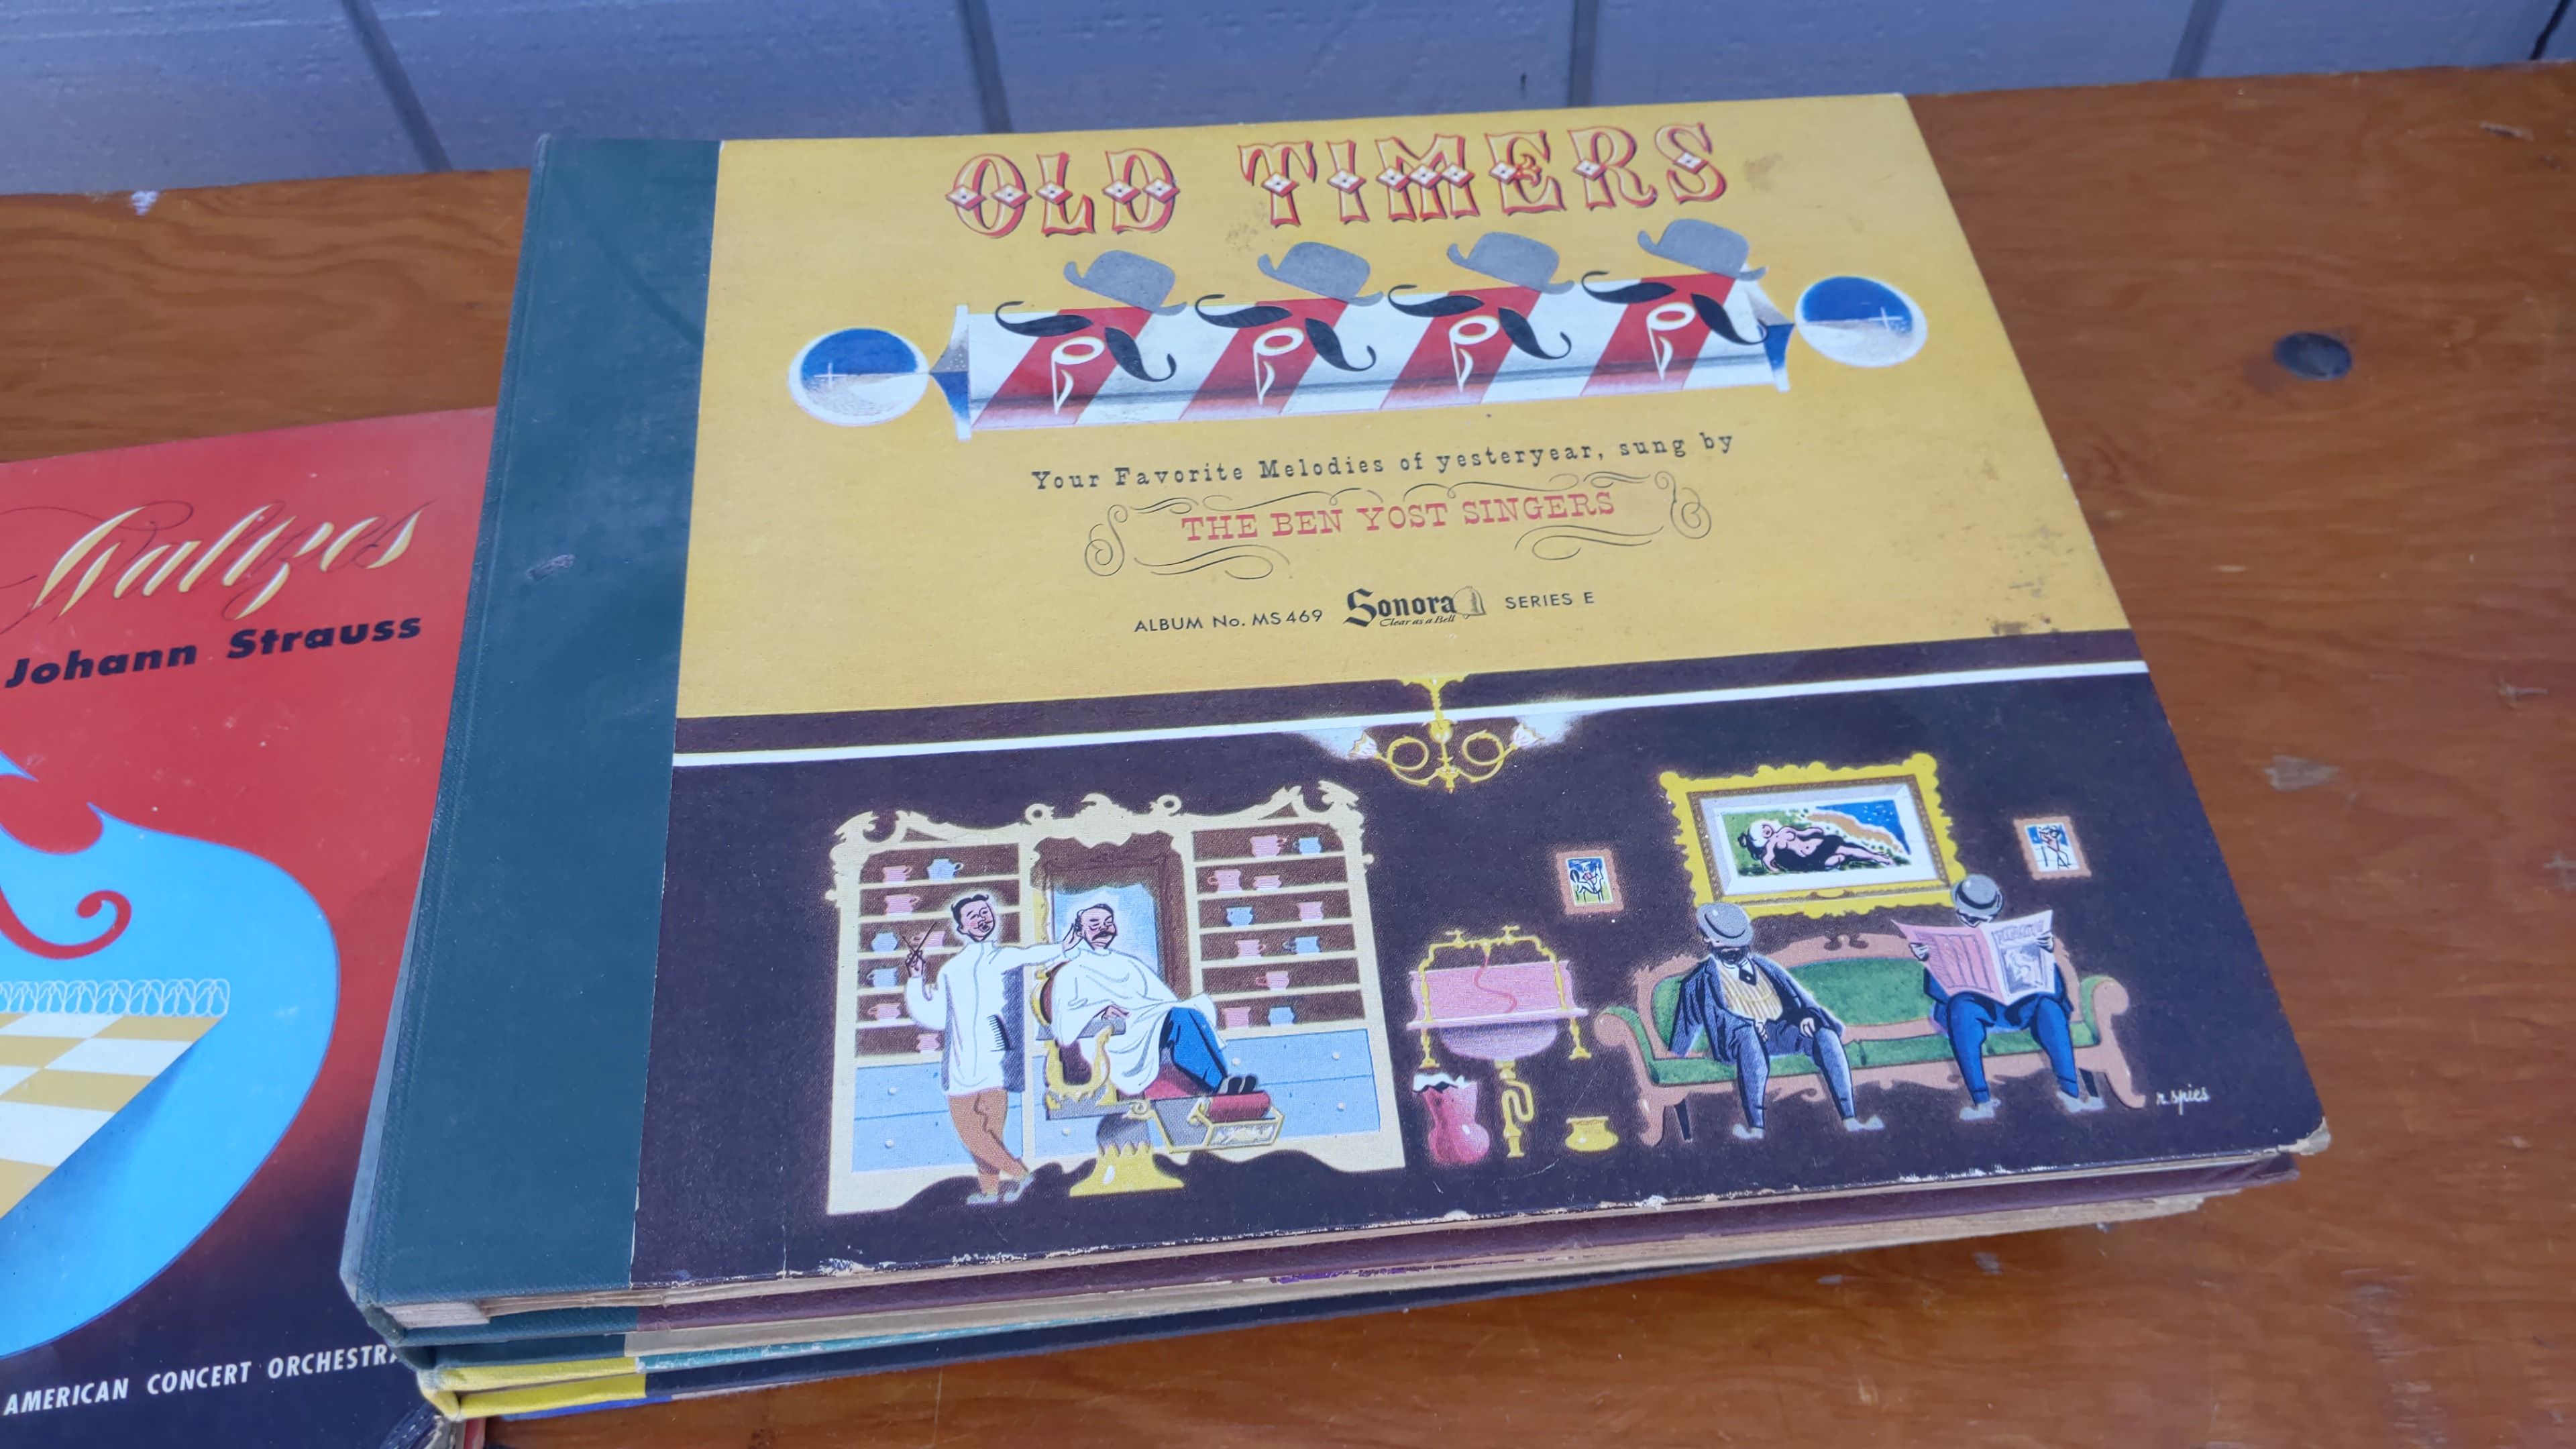 OLD TIMERS
Your Favorite Melodies of yesteryear, sung by
THE BEN YOST SINGERS
ALBUM No. MS 469 Sonora SERIES E
Clear as a Bell
r. spies
Waltzes
Johann Strauss
AMERICAN CONCERT ORCHESTRA